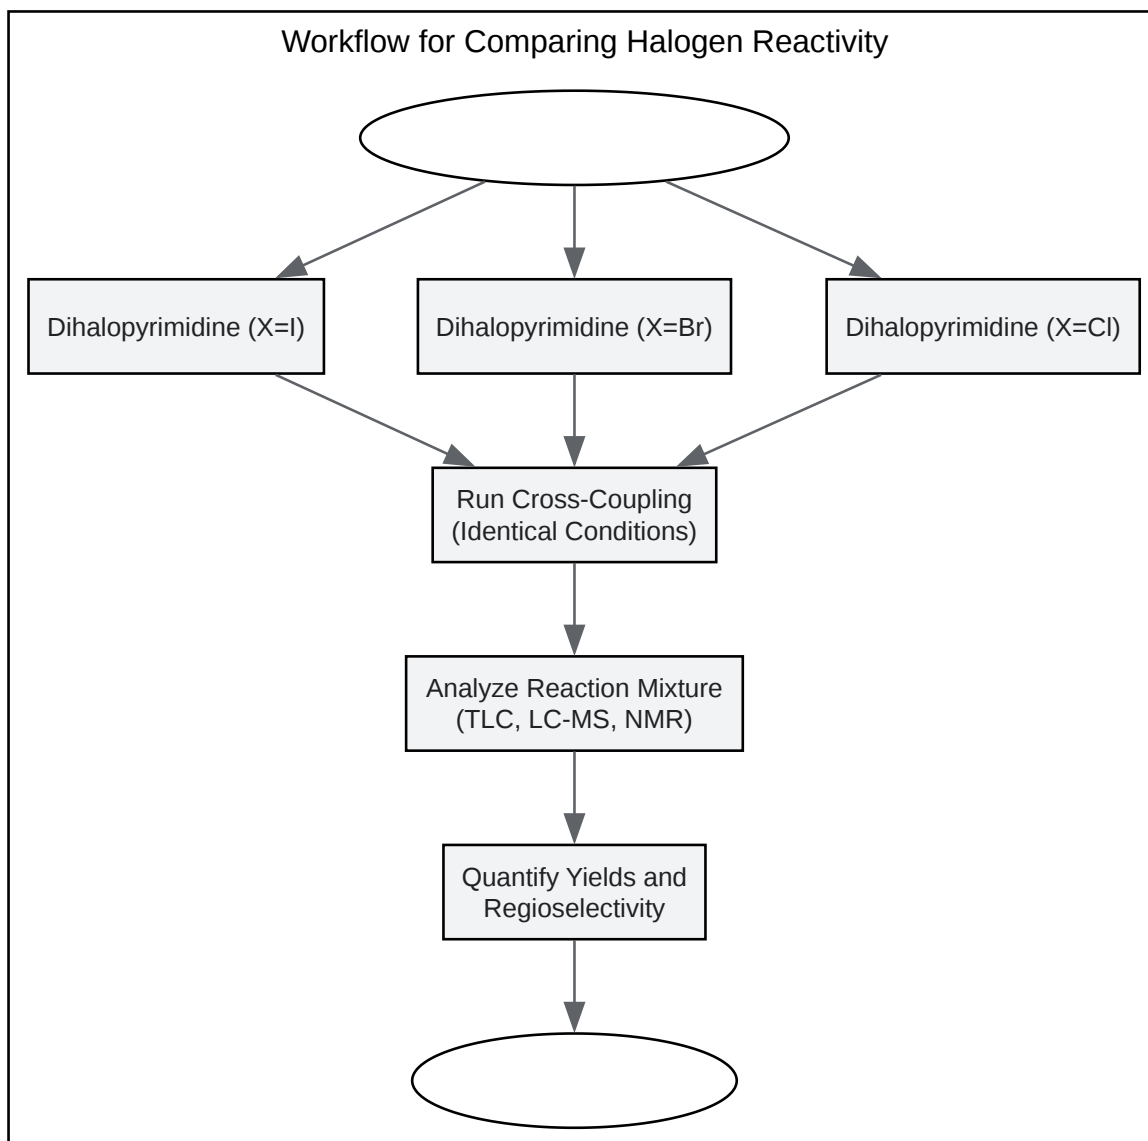 Workflow for Comparing Halogen Reactivity
Dihalopyrimidine (X=I)
Dihalopyrimidine (X=Br)
Dihalopyrimidine (X=Cl)
Run Cross-Coupling
(Identical Conditions)
Analyze Reaction Mixture
(TLC, LC-MS, NMR)
Quantify Yields and
Regioselectivity